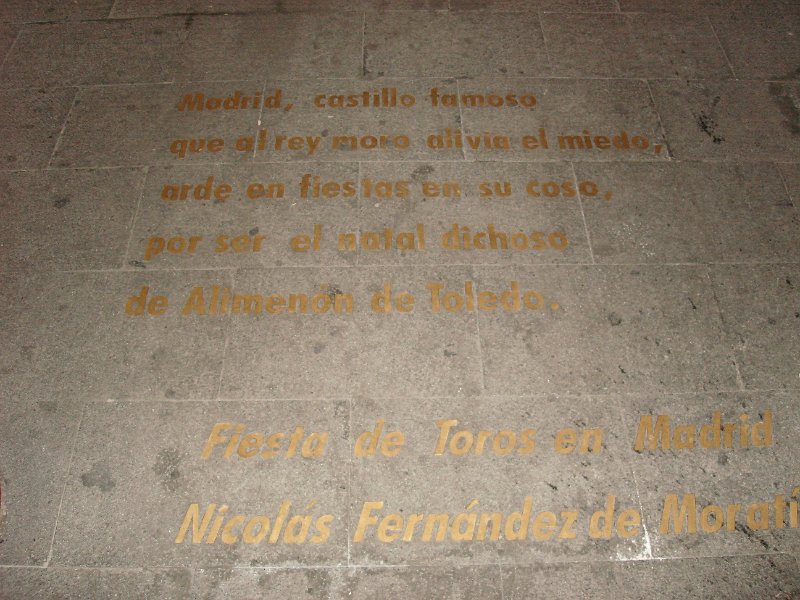 Madrid, castillo famoso
que al rey moro alivia el miedo,
arde en fiestas en su coso,
por ser el natal dichoso
de Alimenón de Toledo.
Fiesta de Toros en Madrid
Nicolás Fernández de Morati